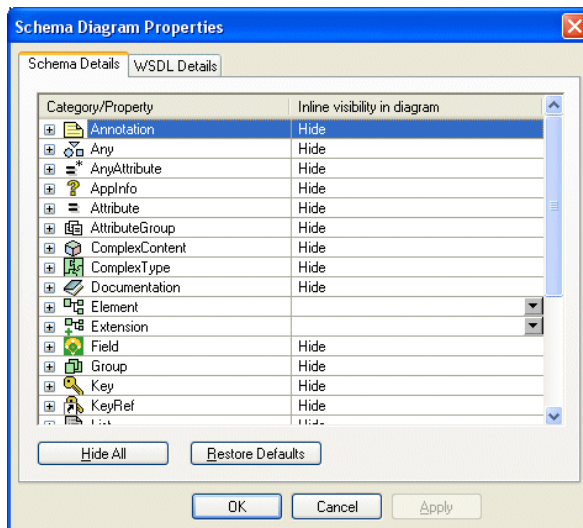 Schema Diagram Properties
Schema Details WSDL Details
Category/Property Inline visibility in diagram
Annotation Hide
Any Hide
AnyAttribute Hide
AppInfo Hide
Attribute Hide
AttributeGroup Hide
ComplexContent Hide
ComplexType Hide
Documentation Hide
Element
Extension
Field Hide
Group Hide
Key Hide
KeyRef Hide
List Hide
Hide All Restore Defaults
OK Cancel Apply